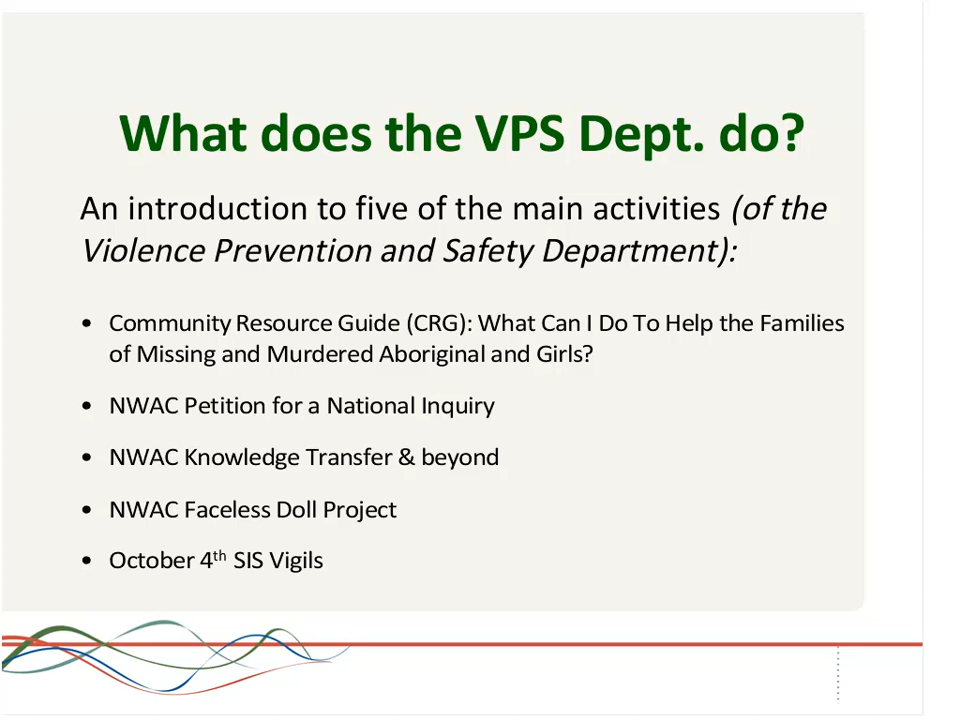 What does the VPS Dept. do?
An introduction to five of the main activities (of the
Violence Prevention and Safety Department):
• Community Resource Guide (CRG): What Can I Do To Help the Families
of Missing and Murdered Aboriginal and Girls?
• NWAC Petition for a National Inquiry
• NWAC Knowledge Transfer & beyond
• NWAC Faceless Doll Project
• October 4th SIS Vigils